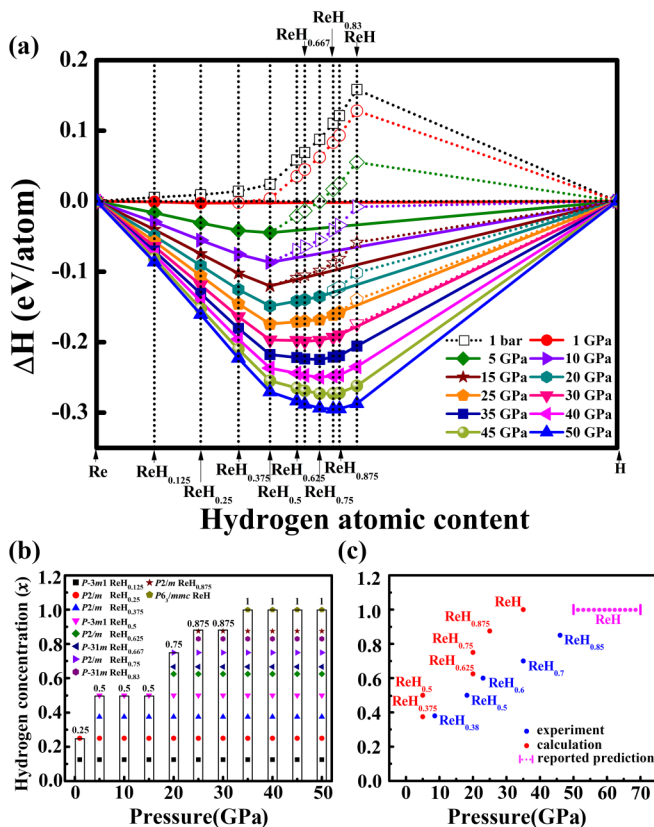 ReH0.83
ReH0.667 ReH
(a)
0.2
0.1
0.0
-0.1
-0.2
-0.3
ΔH (eV/atom)
1 bar 1 GPa
5 GPa 10 GPa
15 GPa 20 GPa
25 GPa 30 GPa
35 GPa 40 GPa
45 GPa 50 GPa
Re ReH0.125 ReH0.25 ReH0.375 ReH0.5 ReH0.625 ReH0.75 ReH0.875 H
Hydrogen atomic content
(b)
Hydrogen concentration (x)
1.2
1.0
0.8
0.6
0.4
0.2
0.0
P-3m1 ReH0.125 P2/m ReH0.875
P2/m ReH0.25 P63/mmc ReH
P2/m ReH0.375
P-3m1 ReH0.5
P2/m ReH0.625
P-31m ReH0.667
P2/m ReH0.75
P-31m ReH0.83
0.25 0.5 0.5 0.5 0.75 0.875 0.875 1 1 1 1
0 10 20 30 40 50
Pressure(GPa)
(c)
1.2
1.0
0.8
0.6
0.4
0.2
0.0
ReH
ReH
ReH0.875
ReH0.85
ReH0.75
ReH0.7
ReH0.625
ReH0.6
ReH0.5
ReH0.5
ReH0.375
ReH0.38
experiment
calculation
reported prediction
0 10 20 30 40 50 60 70
Pressure(GPa)